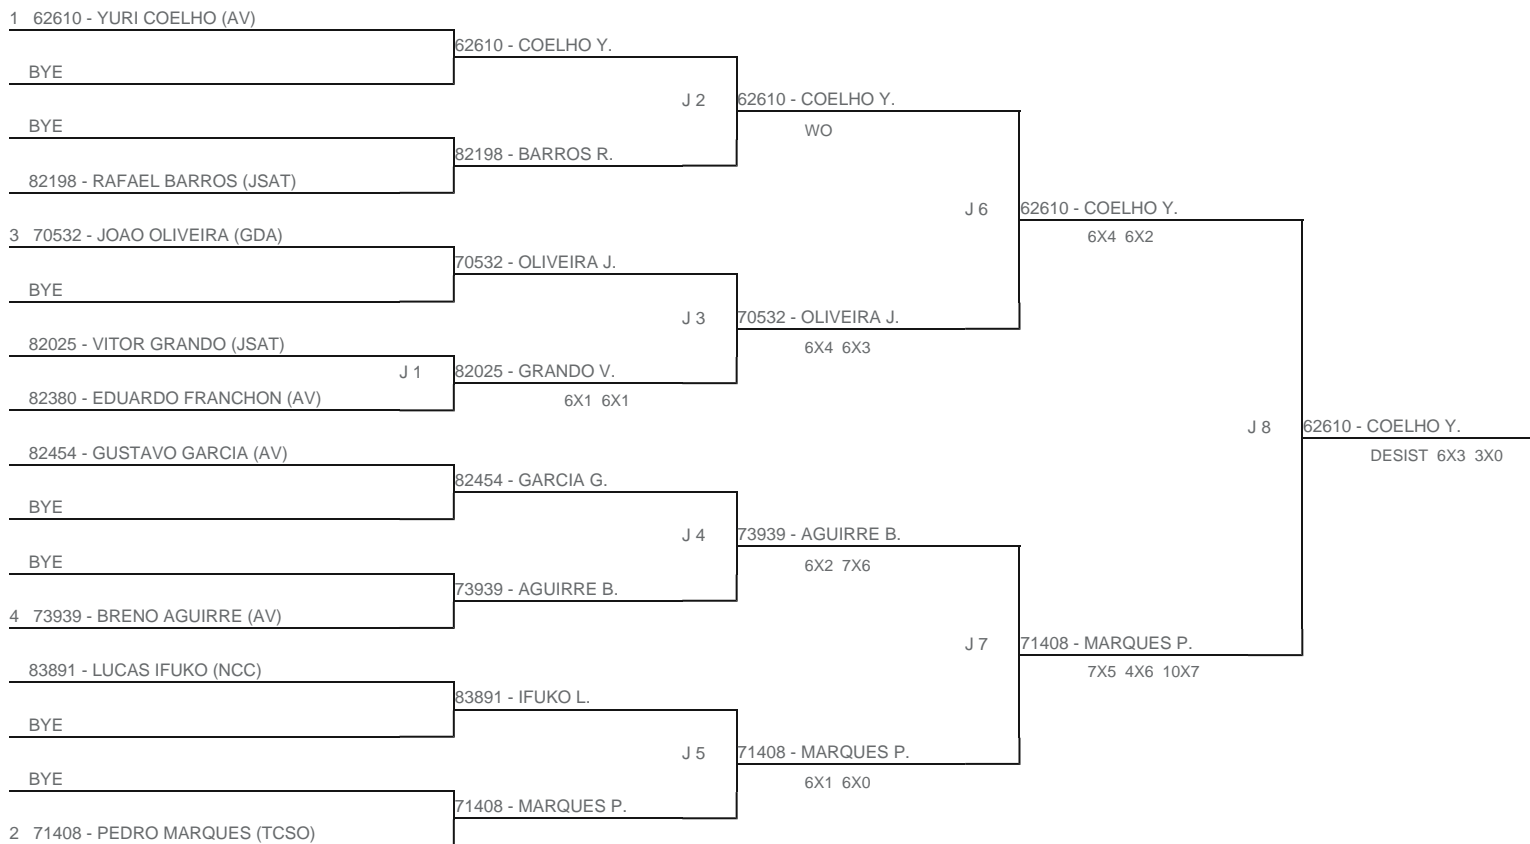 1 62610 - YURI COELHO (AV)
62610 - COELHO Y.
BYE
J 2
62610 - COELHO Y.
BYE
WO
82198 - BARROS R.
82198 - RAFAEL BARROS (JSAT)
J 6
62610 - COELHO Y.
3 70532 - JOAO OLIVEIRA (GDA)
6X4 6X2
70532 - OLIVEIRA J.
BYE
J 3
70532 - OLIVEIRA J.
82025 - VITOR GRANDO (JSAT)
6X4 6X3
J 1
82025 - GRANDO V.
82380 - EDUARDO FRANCHON (AV)
6X1 6X1
J 8
62610 - COELHO Y.
82454 - GUSTAVO GARCIA (AV)
DESIST 6X3 3X0
82454 - GARCIA G.
BYE
J 4
73939 - AGUIRRE B.
BYE
6X2 7X6
73939 - AGUIRRE B.
4 73939 - BRENO AGUIRRE (AV)
J 7
71408 - MARQUES P.
83891 - LUCAS IFUKO (NCC)
7X5 4X6 10X7
83891 - IFUKO L.
BYE
J 5
71408 - MARQUES P.
BYE
6X1 6X0
71408 - MARQUES P.
2 71408 - PEDRO MARQUES (TCSO)